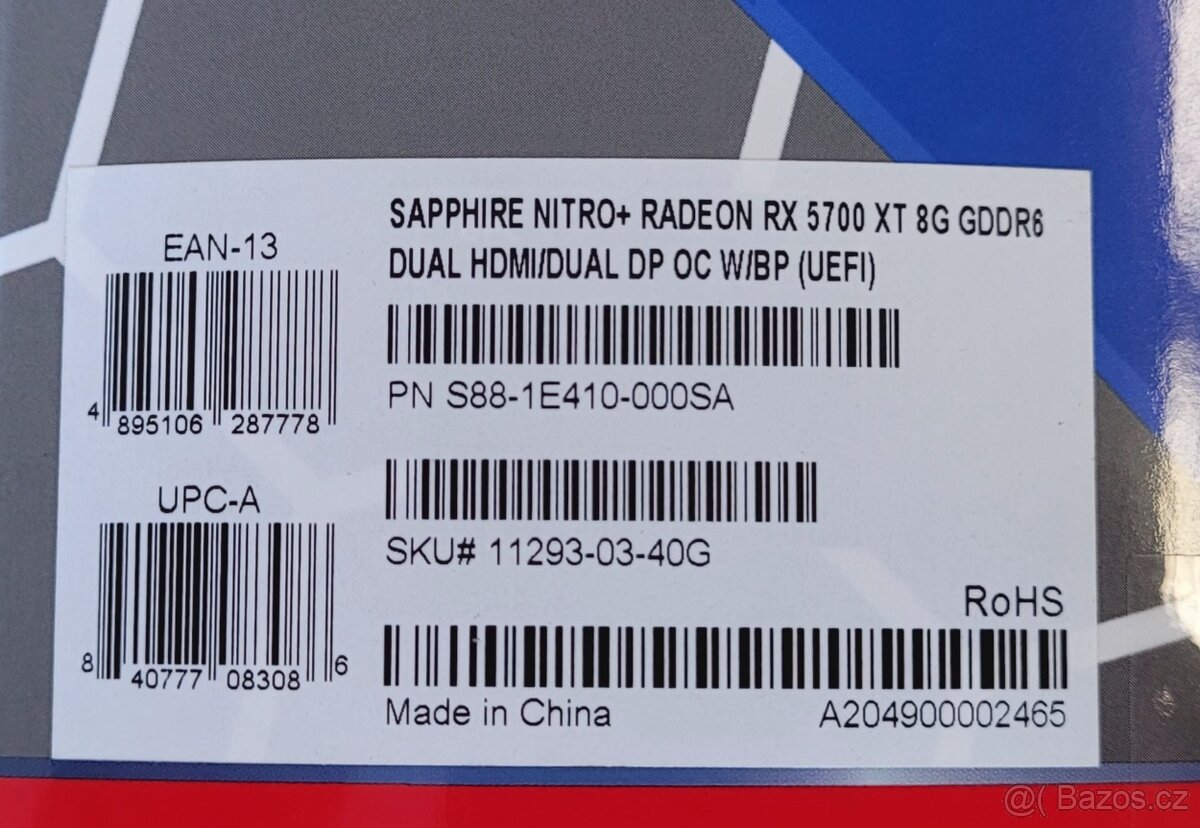 SAPPHIRE NITRO+ RADEON RX 5700 XT 8G GDDR6
DUAL HDMI/DUAL DP OC W/BP (UEFI)
EAN-13
4 895106 287778
PN S88-1E410-000SA
UPC-A
8 40777 08308 6
SKU# 11293-03-40G
RoHS
Made in China
A204900002465
@( Bazos.cz